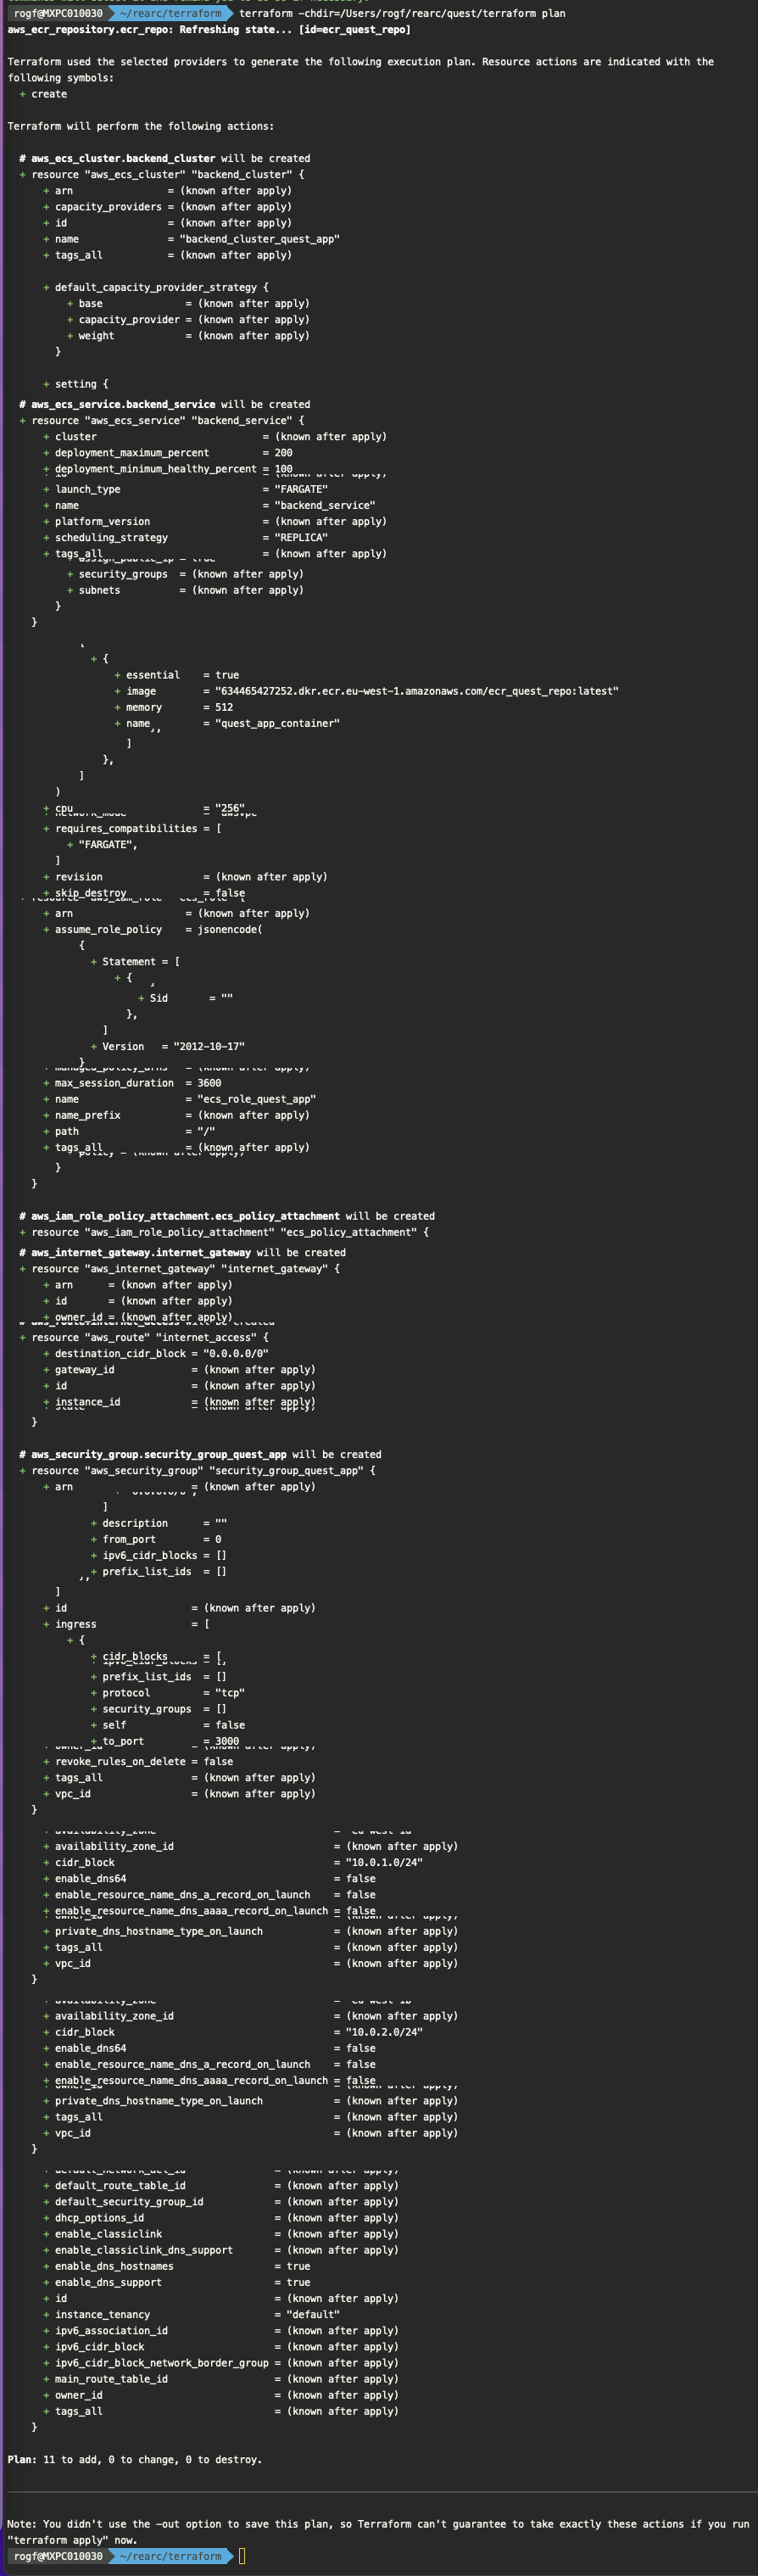 rogf@MXPC010030 ~/rearc/terraform terraform -chdir=/Users/rogf/rearc/quest/terraform plan
aws_ecr_repository.ecr_repo: Refreshing state... [id=ecr_quest_repo]
Terraform used the selected providers to generate the following execution plan. Resource actions are indicated with the
following symbols:
+ create
Terraform will perform the following actions:
# aws_ecs_cluster.backend_cluster will be created
+ resource "aws_ecs_cluster" "backend_cluster" {
+ arn = (known after apply)
+ capacity_providers = (known after apply)
+ id = (known after apply)
+ name = "backend_cluster_quest_app"
+ tags_all = (known after apply)
+ default_capacity_provider_strategy {
+ base = (known after apply)
+ capacity_provider = (known after apply)
+ weight = (known after apply)
}
+ setting {
# aws_ecs_service.backend_service will be created
+ resource "aws_ecs_service" "backend_service" {
+ cluster = (known after apply)
+ deployment_maximum_percent = 200
+ deployment_minimum_healthy_percent = 100
+ launch_type = "FARGATE"
+ name = "backend_service"
+ platform_version = (known after apply)
+ scheduling_strategy = "REPLICA"
+ tags_all = (known after apply)
+ security_groups = (known after apply)
+ subnets = (known after apply)
}
}
+ {
+ essential = true
+ image = "634465427252.dkr.ecr.eu-west-1.amazonaws.com/ecr_quest_repo:latest"
+ memory = 512
+ name = "quest_app_container"
]
},
]
)
+ cpu = "256"
+ requires_compatibilities = [
+ "FARGATE",
]
+ revision = (known after apply)
+ skip_destroy = false
+ arn = (known after apply)
+ assume_role_policy = jsonencode(
{
+ Statement = [
+ {
+ Sid = ""
},
]
+ Version = "2012-10-17"
}
+ max_session_duration = 3600
+ name = "ecs_role_quest_app"
+ name_prefix = (known after apply)
+ path = "/"
+ tags_all = (known after apply)
}
}
# aws_iam_role_policy_attachment.ecs_policy_attachment will be created
+ resource "aws_iam_role_policy_attachment" "ecs_policy_attachment" {
# aws_internet_gateway.internet_gateway will be created
+ resource "aws_internet_gateway" "internet_gateway" {
+ arn = (known after apply)
+ id = (known after apply)
+ owner_id = (known after apply)
+ resource "aws_route" "internet_access" {
+ destination_cidr_block = "0.0.0.0/0"
+ gateway_id = (known after apply)
+ id = (known after apply)
+ instance_id = (known after apply)
}
# aws_security_group.security_group_quest_app will be created
+ resource "aws_security_group" "security_group_quest_app" {
+ arn = (known after apply)
]
+ description = ""
+ from_port = 0
+ ipv6_cidr_blocks = []
+ prefix_list_ids = []
]
+ id = (known after apply)
+ ingress = [
+ {
+ cidr_blocks = [
+ prefix_list_ids = []
+ protocol = "tcp"
+ security_groups = []
+ self = false
+ to_port = 3000
+ revoke_rules_on_delete = false
+ tags_all = (known after apply)
+ vpc_id = (known after apply)
}
+ availability_zone_id = (known after apply)
+ cidr_block = "10.0.1.0/24"
+ enable_dns64 = false
+ enable_resource_name_dns_a_record_on_launch = false
+ enable_resource_name_dns_aaaa_record_on_launch = false
+ private_dns_hostname_type_on_launch = (known after apply)
+ tags_all = (known after apply)
+ vpc_id = (known after apply)
}
+ availability_zone_id = (known after apply)
+ cidr_block = "10.0.2.0/24"
+ enable_dns64 = false
+ enable_resource_name_dns_a_record_on_launch = false
+ enable_resource_name_dns_aaaa_record_on_launch = false
+ private_dns_hostname_type_on_launch = (known after apply)
+ tags_all = (known after apply)
+ vpc_id = (known after apply)
}
+ default_route_table_id = (known after apply)
+ default_security_group_id = (known after apply)
+ dhcp_options_id = (known after apply)
+ enable_classiclink = (known after apply)
+ enable_classiclink_dns_support = (known after apply)
+ enable_dns_hostnames = true
+ enable_dns_support = true
+ id = (known after apply)
+ instance_tenancy = "default"
+ ipv6_association_id = (known after apply)
+ ipv6_cidr_block = (known after apply)
+ ipv6_cidr_block_network_border_group = (known after apply)
+ main_route_table_id = (known after apply)
+ owner_id = (known after apply)
+ tags_all = (known after apply)
}
Plan: 11 to add, 0 to change, 0 to destroy.
Note: You didn't use the -out option to save this plan, so Terraform can't guarantee to take exactly these actions if you run
"terraform apply" now.
rogf@MXPC010030 ~/rearc/terraform